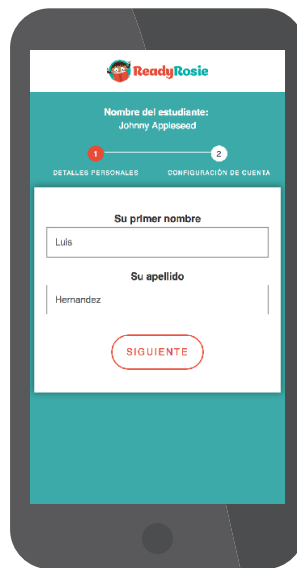 ReadyRosie
Nombre del estudiante:
Johnny Appleseed
1
2
DETALLES PERSONALES
CONFIGURACIÓN DE CUENTA
Su primer nombre
Luis
Su apellido
Hernandez
SIGUIENTE